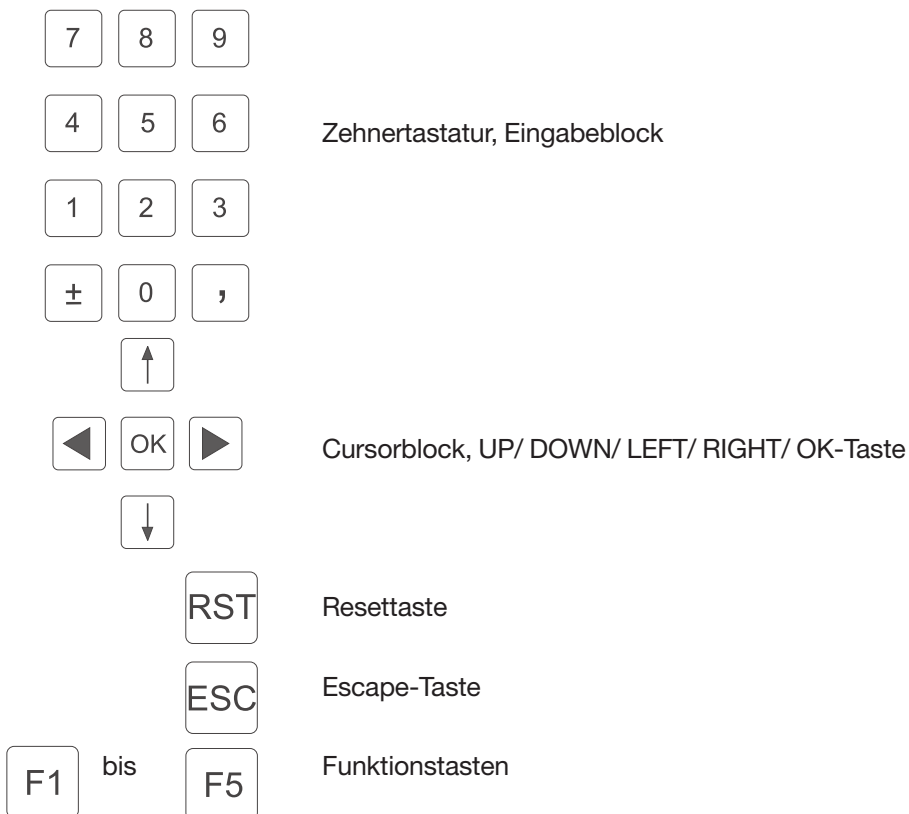 7 8 9
4 5 6 Zehnertastatur, Eingabeblock
1 2 3
± 0 ,
OK Cursorblock, UP/ DOWN/ LEFT/ RIGHT/ OK-Taste
RST Resettaste
ESC Escape-Taste
F1 bis F5 Funktionstasten